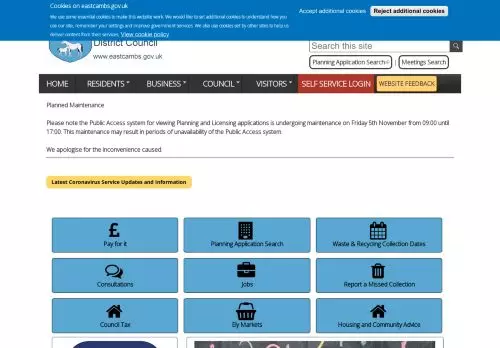 Cookies on eastcambs.gov.uk
We use some essential cookies to make this website work. We would like to set additional cookies to understand how you use our site, remember your settings and improve government services. We also use cookies set by other sites to help us deliver content from their services. View cookie policy
Accept additional cookies
Reject additional cookies
District Council
www.eastcambs.gov.uk
Search this site
Planning Application Search
|
Meetings Search
HOME
RESIDENTS
BUSINESS
COUNCIL
VISITORS
SELF SERVICE LOGIN
WEBSITE FEEDBACK
Planned Maintenance
Please note the Public Access system for viewing Planning and Licensing applications is undergoing maintenance on Friday 5th November from 09:00 until
17:00. This maintenance may result in periods of unavailability of the Public Access system.
We apologise for the inconvenience caused.
Latest Coronavirus Service Updates and Information
£
Pay for it
Planning Application Search
Waste & Recycling Collection Dates
Consultations
Jobs
Report a Missed Collection
Council Tax
Ely Markets
Housing and Community Advice